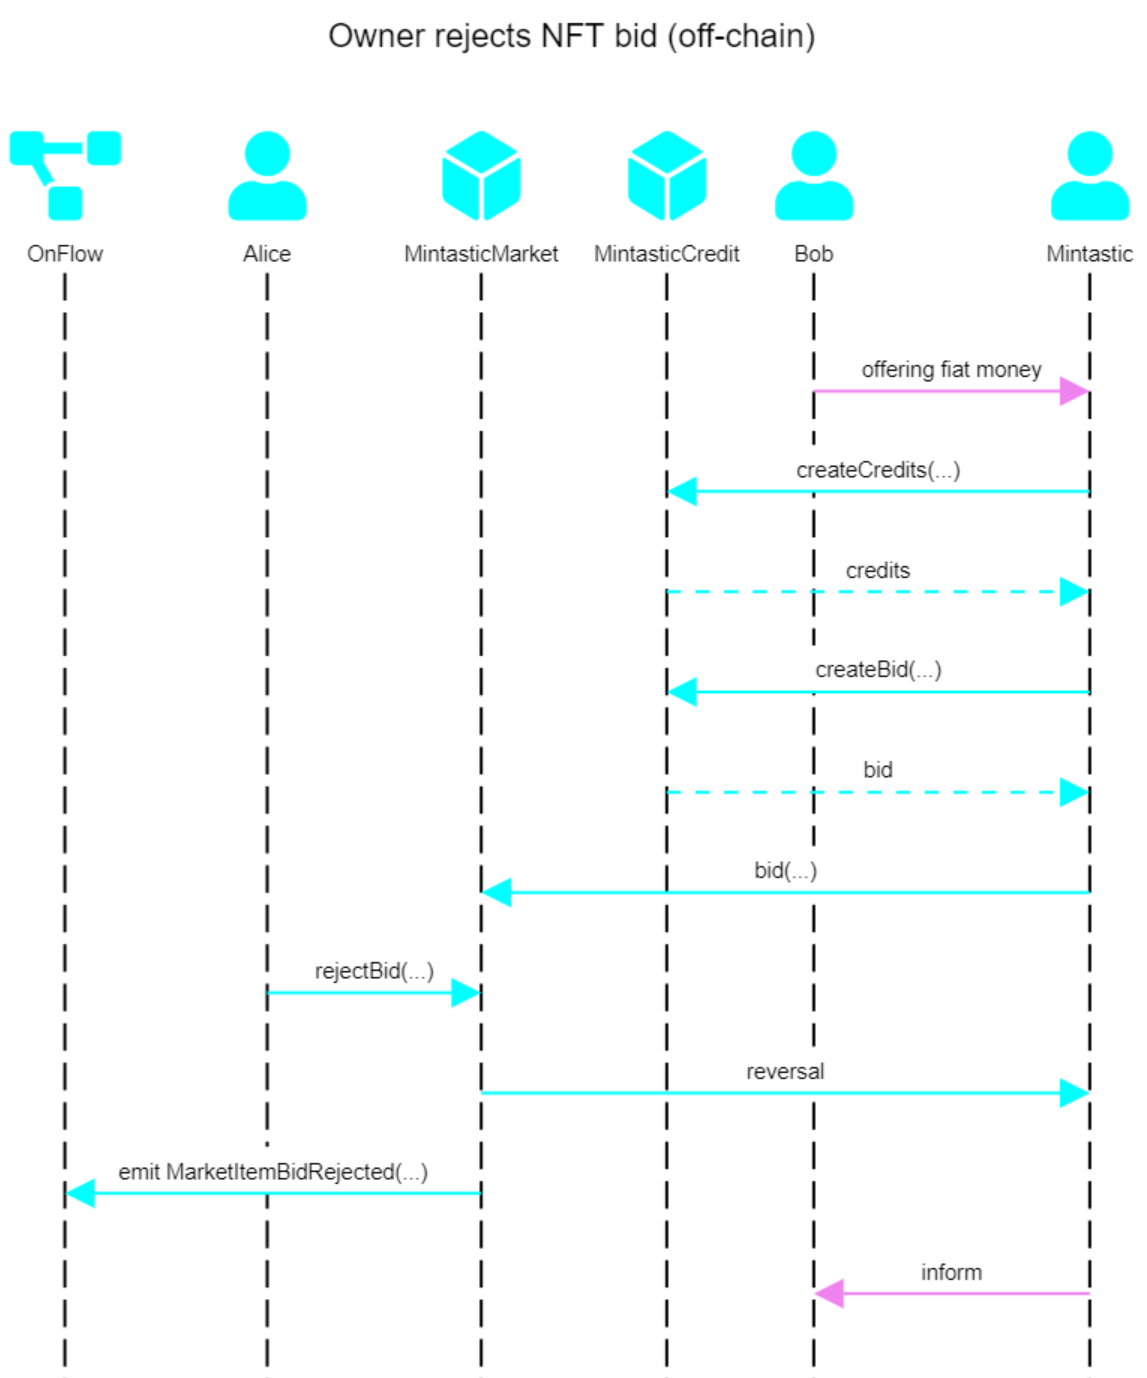 Owner rejects NFT bid (off-chain)
OnFlow
Alice
MintasticMarket
MintasticCredit
Bob
Mintastic
offering fiat money
createCredits(...)
credits
createBid(...)
bid
bid(...)
rejectBid(...)
reversal
emit MarketItemBidRejected(...)
inform